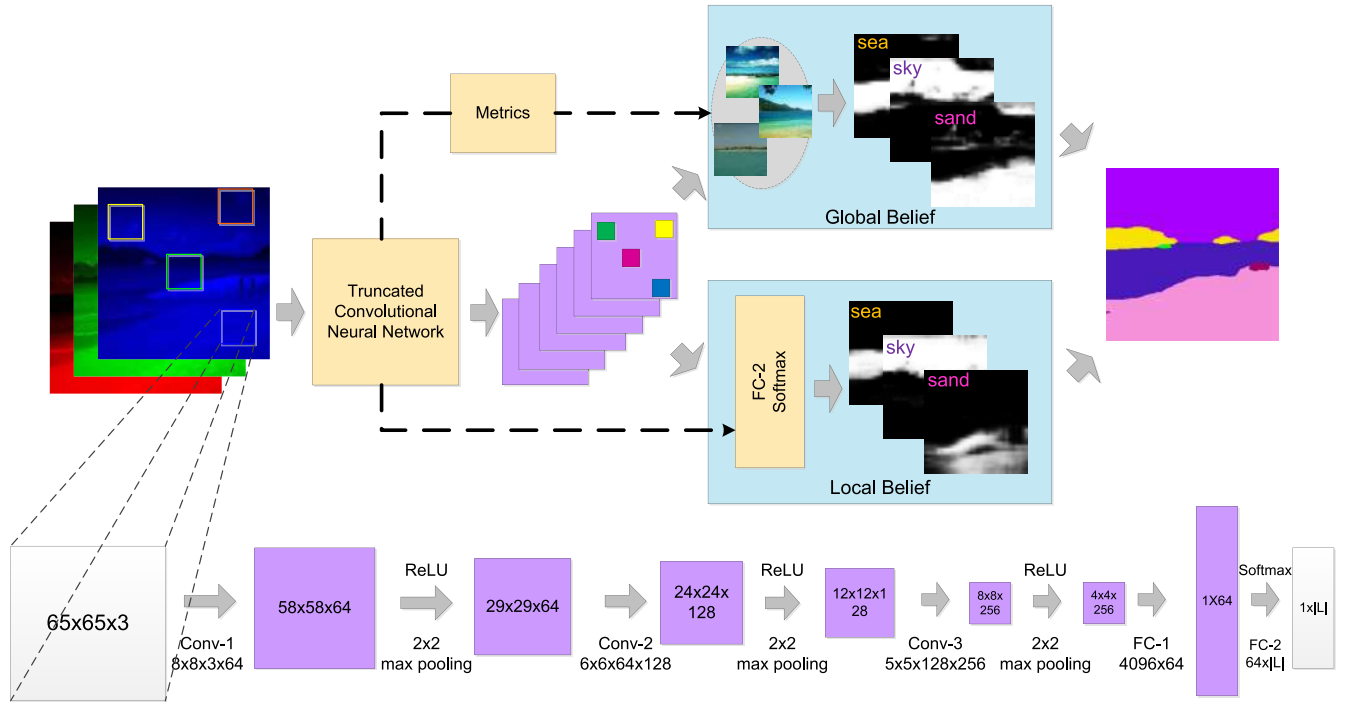 sea
sky
sand
Global Belief
Metrics
Truncated
Convolutional
Neural Network
FC-2
Softmax
sea
sky
sand
Local Belief
65x65x3
Conv-1
8x8x3x64
58x58x64
ReLU
2x2
max pooling
29x29x64
Conv-2
6x6x64x128
24x24x
128
ReLU
2x2
max pooling
12x12x1
28
Conv-3
5x5x128x256
8x8x
256
ReLU
2x2
max pooling
4x4x
256
FC-1
4096x64
1X64
Softmax
FC-2
64x|L|
1x|L|